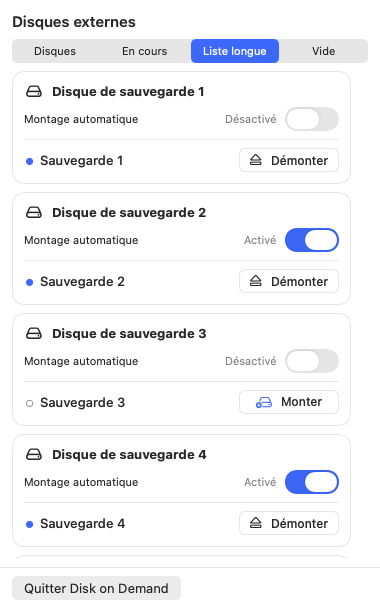 Disques externes
Disques En cours Liste longue Vide
Disque de sauvegarde 1
Montage automatique Désactivé
Sauvegarde 1 Démonter
Disque de sauvegarde 2
Montage automatique Activé
Sauvegarde 2 Démonter
Disque de sauvegarde 3
Montage automatique Désactivé
Sauvegarde 3 Monter
Disque de sauvegarde 4
Montage automatique Activé
Sauvegarde 4 Démonter
Quitter Disk on Demand